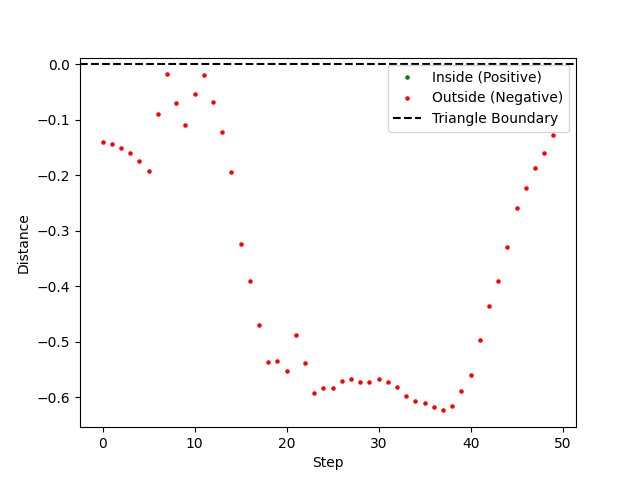 0.0
−0.1
−0.2
−0.3
−0.4
−0.5
−0.6
Distance
0
10
20
30
40
50
Step
Inside (Positive)
Outside (Negative)
Triangle Boundary